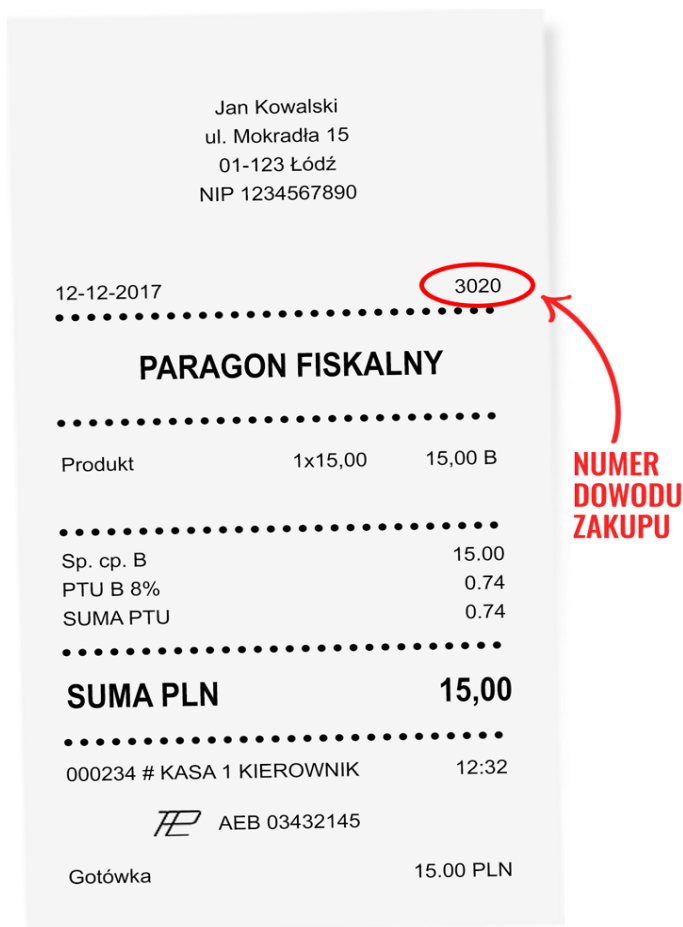 Jan Kowalski
ul. Mokradła 15
01-123 Łódź
NIP 1234567890
12-12-2017 3020
PARAGON FISKALNY
Produkt 1x15,00 15,00 B
NUMER
DOWODU
ZAKUPU
Sp. cp. B 15.00
PTU B 8% 0.74
SUMA PTU 0.74
SUMA PLN 15,00
000234 # KASA 1 KIEROWNIK 12:32
AEB 03432145
Gotówka 15.00 PLN